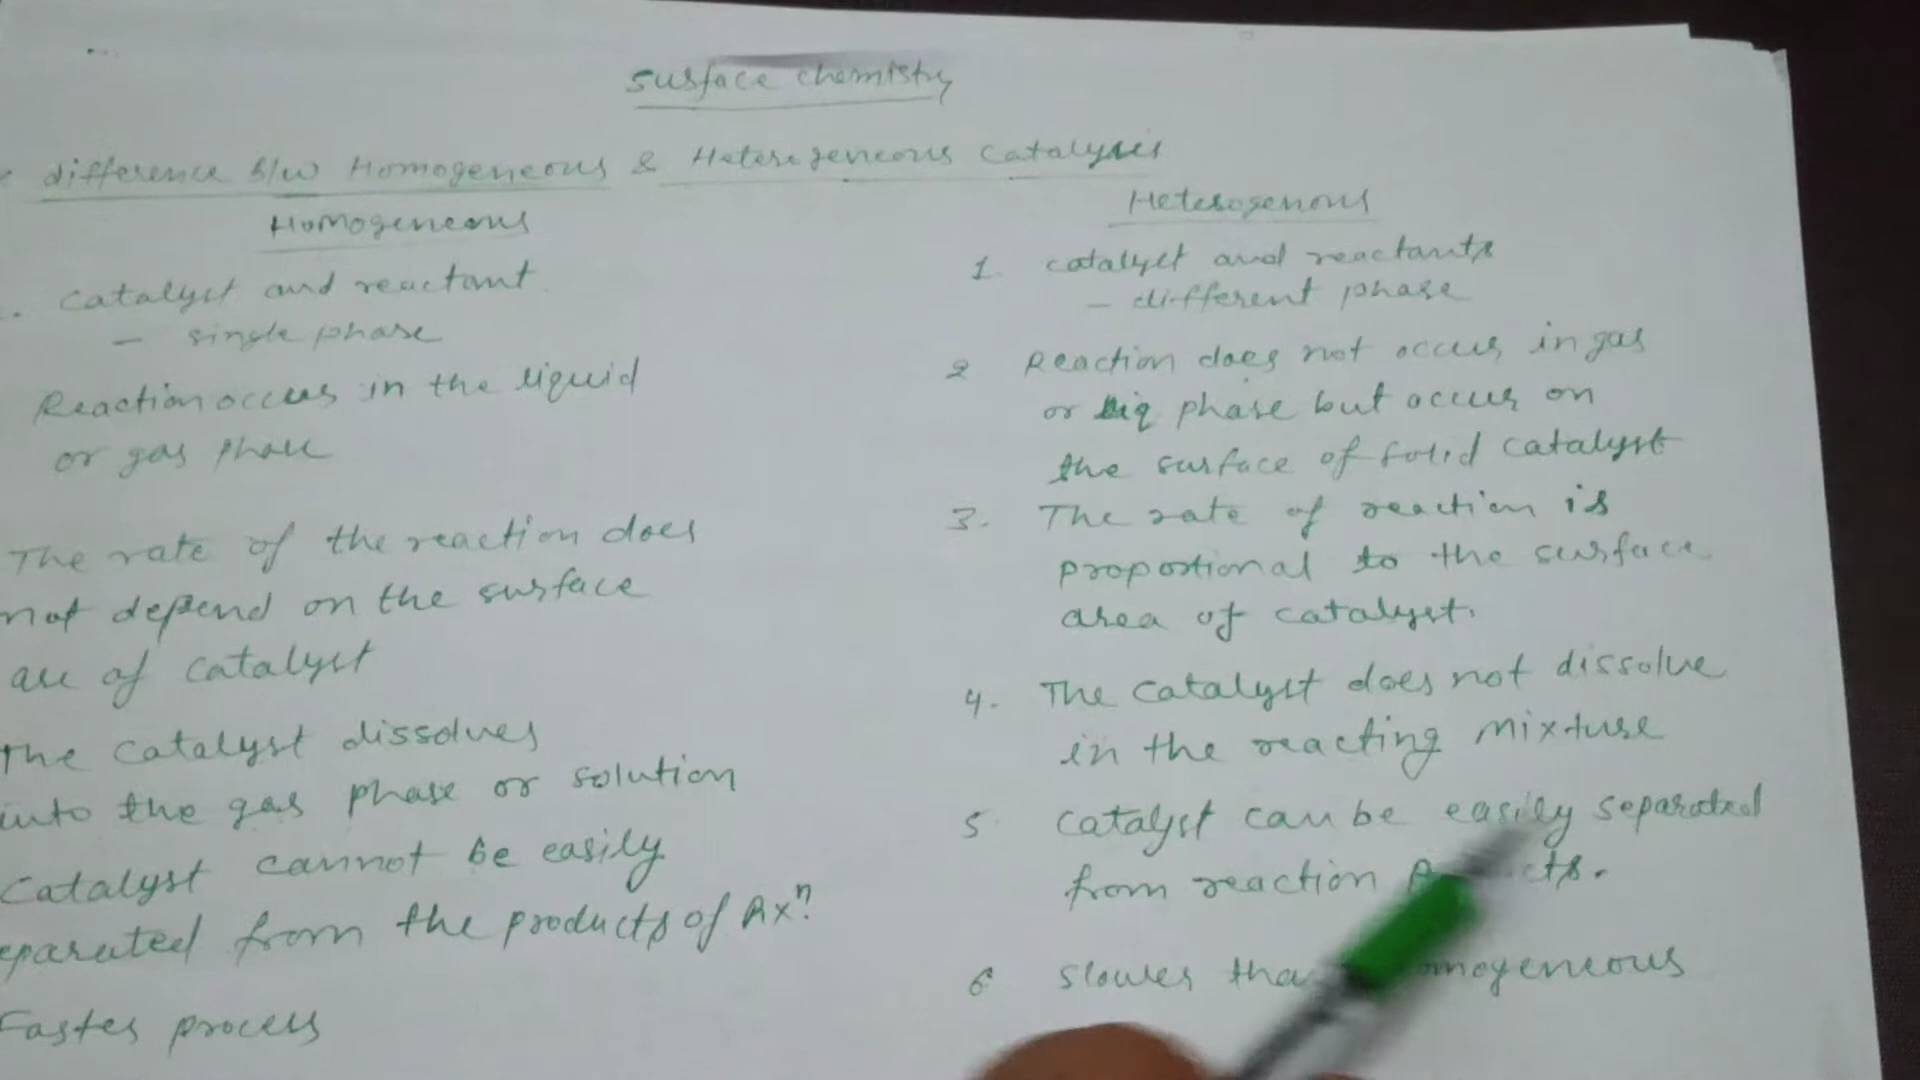 Surface chemistry
difference b/w Homogeneous & Heterogeneous Catalysis
Homogeneous
Catalyst and reactant
- single phase
Reaction occurs in the liquid
or gas phase
The rate of the reaction does
not depend on the surface
are of catalyst
the catalyst dissolves
into the gas phase or solution
Catalyst cannot be easily
eparated from the products of Rxn
Faster process
Heterogenous
1. catalyst and reactants
- different phase
2 Reaction does not occur in gas
or liq phase but occur on
the surface of solid catalyst
3. The rate of reaction is
proportional to the surface
area of catalyst.
4. The catalyst does not dissolve
in the reacting mixture
5. Catalyst can be easily separated
from reaction
6 slower